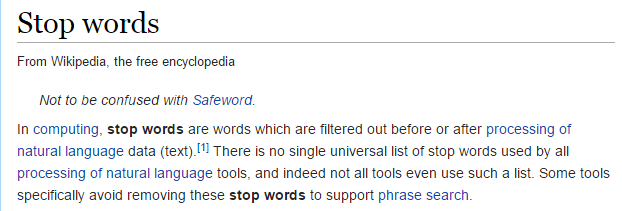 Stop words
From Wikipedia, the free encyclopedia
Not to be confused with Safeword.
In computing, stop words are words which are filtered out before or after processing of
natural language data (text).[1] There is no single universal list of stop words used by all
processing of natural language tools, and indeed not all tools even use such a list. Some tools
specifically avoid removing these stop words to support phrase search.